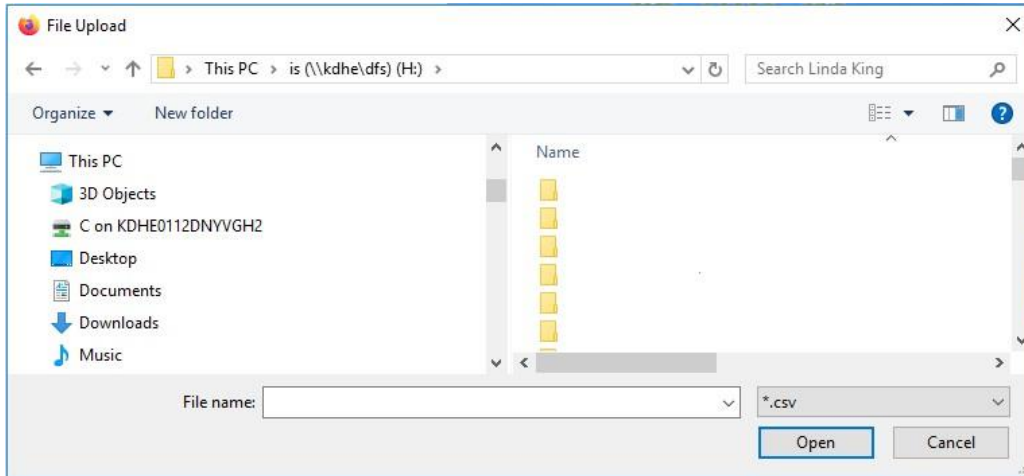 File Upload
This PC > is (\\kdhe\dfs) (H:) >
Search Linda King
Organize
New folder
This PC
3D Objects
C on KDHE0112DNYVGH2
Desktop
Documents
Downloads
Music
Name
File name:
*.csv
Open
Cancel